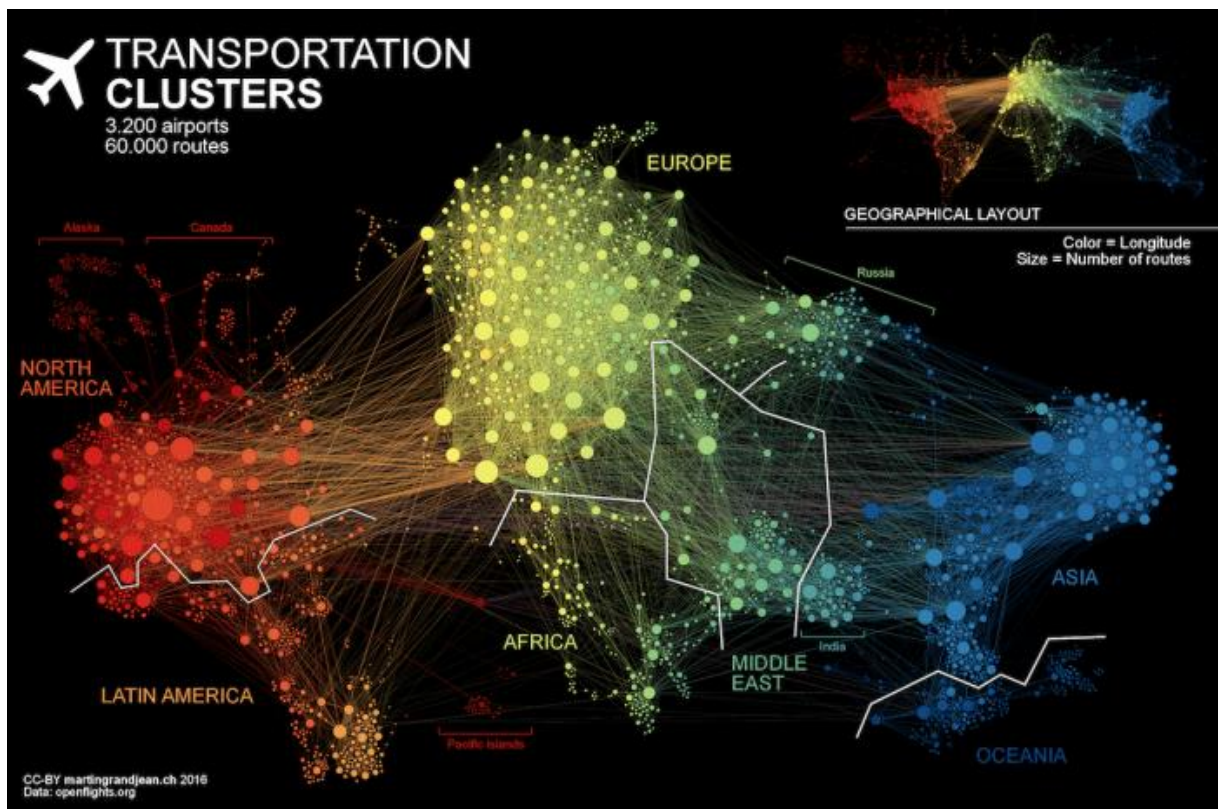 TRANSPORTATION
CLUSTERS
3.200 airports
60.000 routes
EUROPE
GEOGRAPHICAL LAYOUT
Color = Longitude
Size = Number of routes
Alaska
Canada
Russia
NORTH
AMERICA
ASIA
AFRICA
India
MIDDLE
EAST
LATIN AMERICA
Pacific islands
OCEANIA
CC-BY martingrandjean.ch 2016
Data: openflights.org